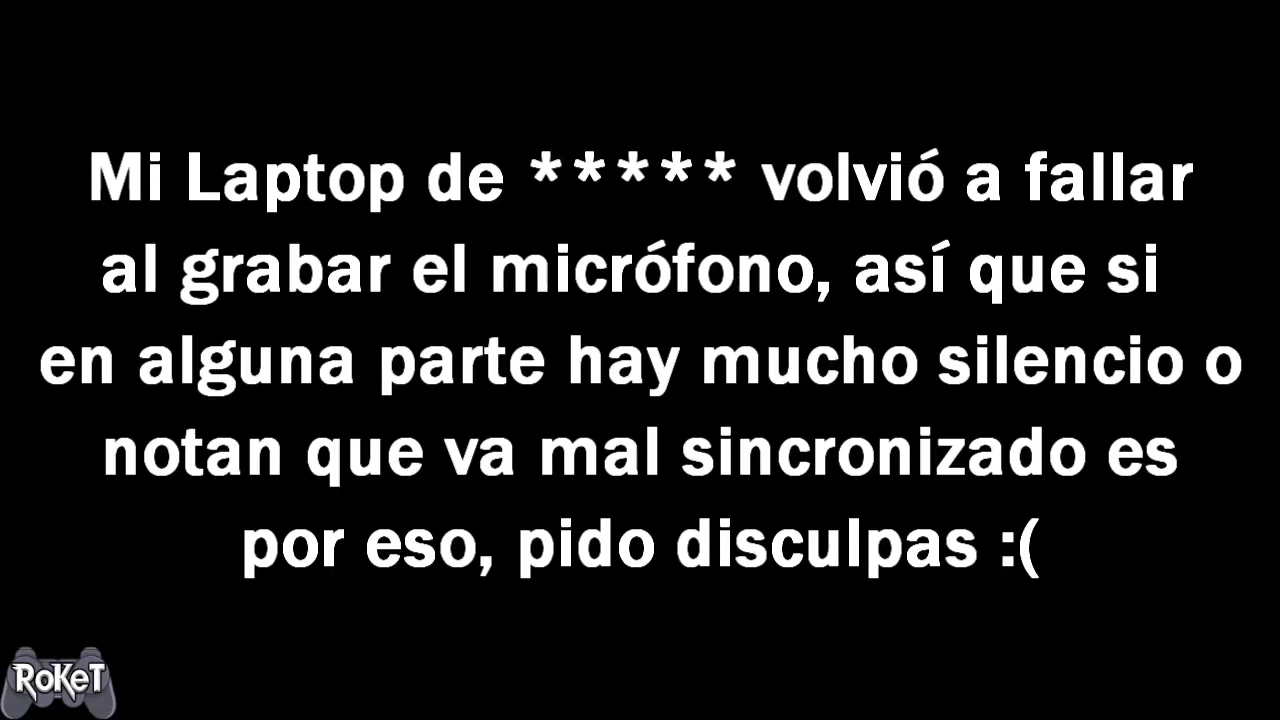 Mi Laptop de ***** volvió a fallar
al grabar el micrófono, así que si
en alguna parte hay mucho silencio o
notan que va mal sincronizado es
por eso, pido disculpas :(
RoKeT